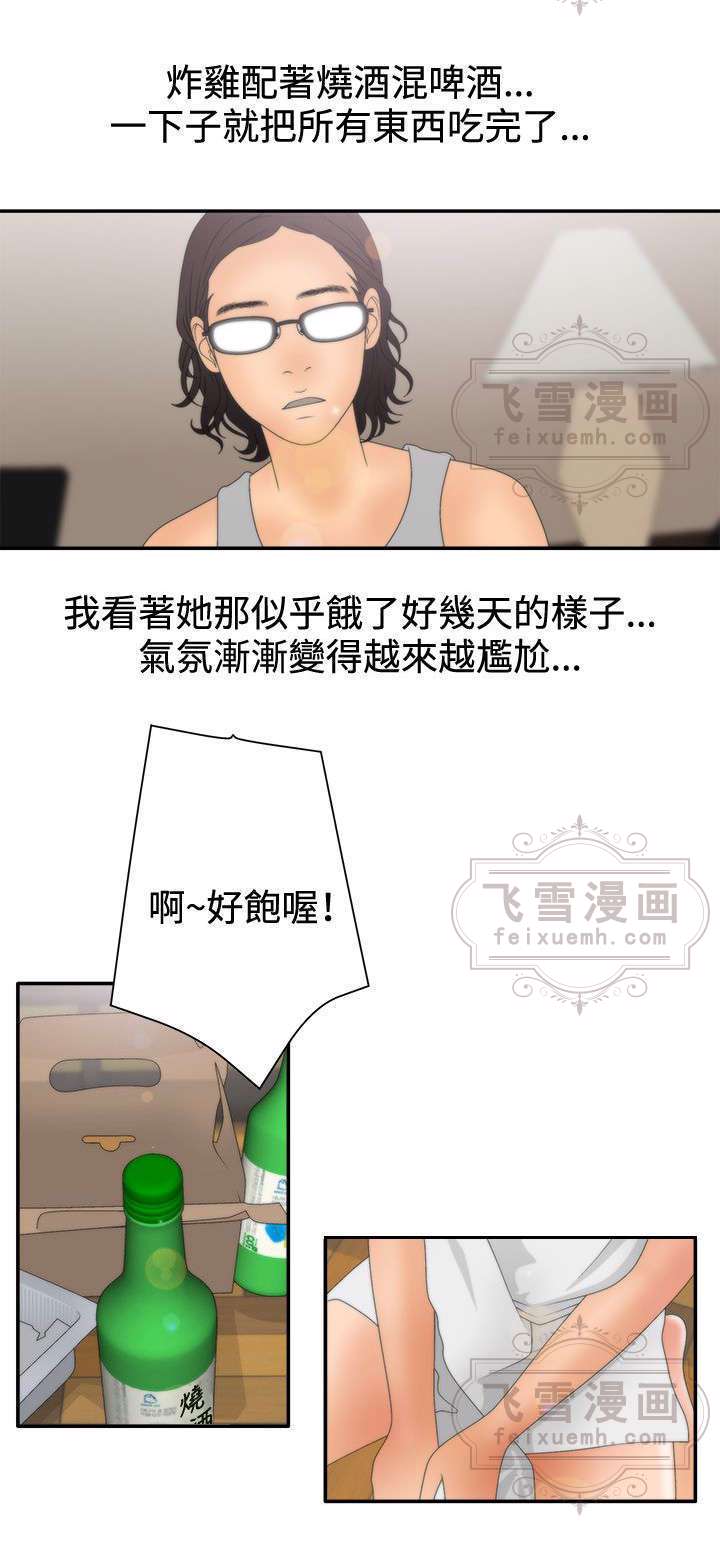 炸雞配著燒酒混啤酒...
一下子就把所有東西吃完了...
飞雪漫画
feixuemh.com
我看著她那似乎餓了好幾天的樣子...
氣氛漸漸變得越來越尷尬...
啊~好飽喔!
飞雪漫画
feixuemh.com
燒酒
飞雪漫画
feixuemh.com